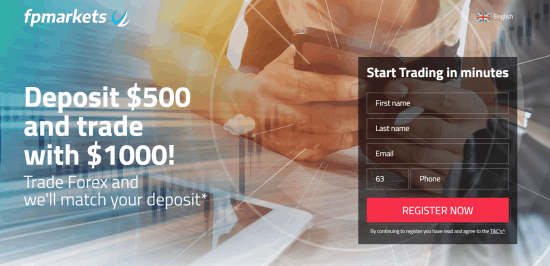 fpmarkets
English
Deposit $500
and trade
with $1000!
Trade Forex and
we'll match your deposit*
Start Trading in minutes
First name
Last name
Email
63 Phone
REGISTER NOW
By continuing to register you have read and agree to the T&C's^